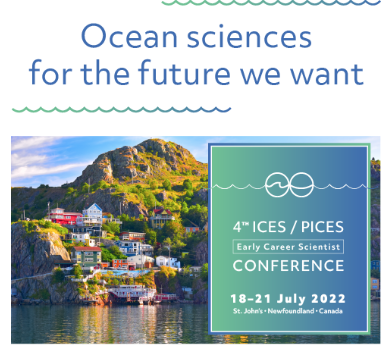 Ocean sciences
for the future we want
4TH ICES / PICES
Early Career Scientist
CONFERENCE
18–21 July 2022
St. John's • Newfoundland • Canada